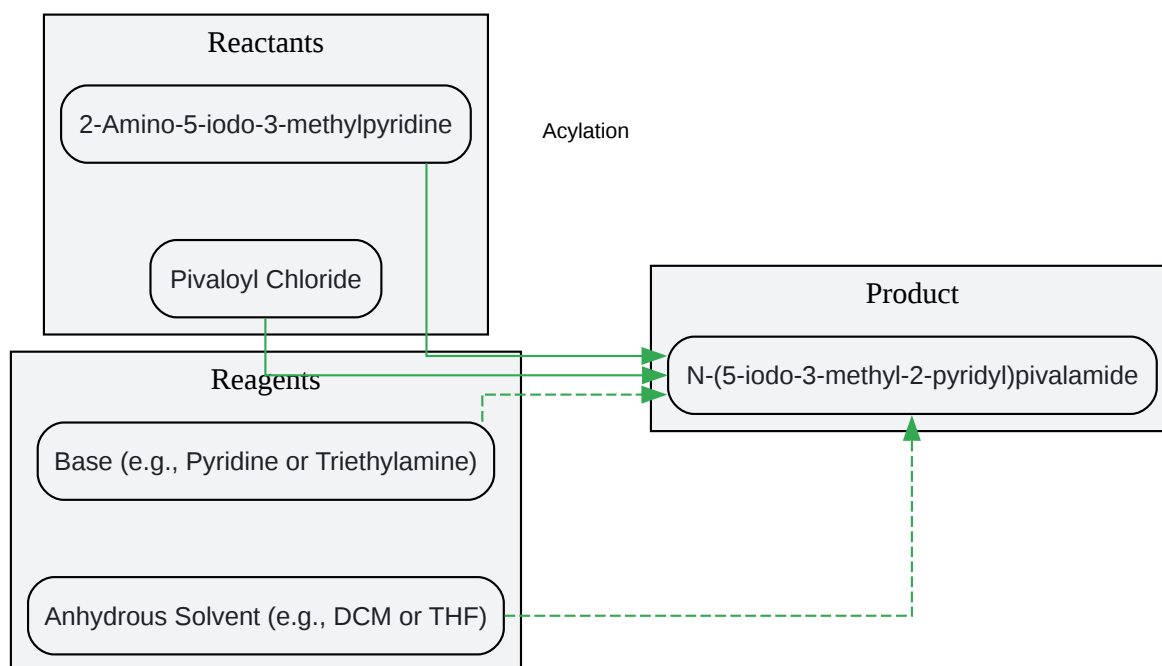 Reactants
2-Amino-5-iodo-3-methylpyridine
Acylation
Pivaloyl Chloride
Product
N-(5-iodo-3-methyl-2-pyridyl)pivalamide
Reagents
Base (e.g., Pyridine or Triethylamine)
Anhydrous Solvent (e.g., DCM or THF)